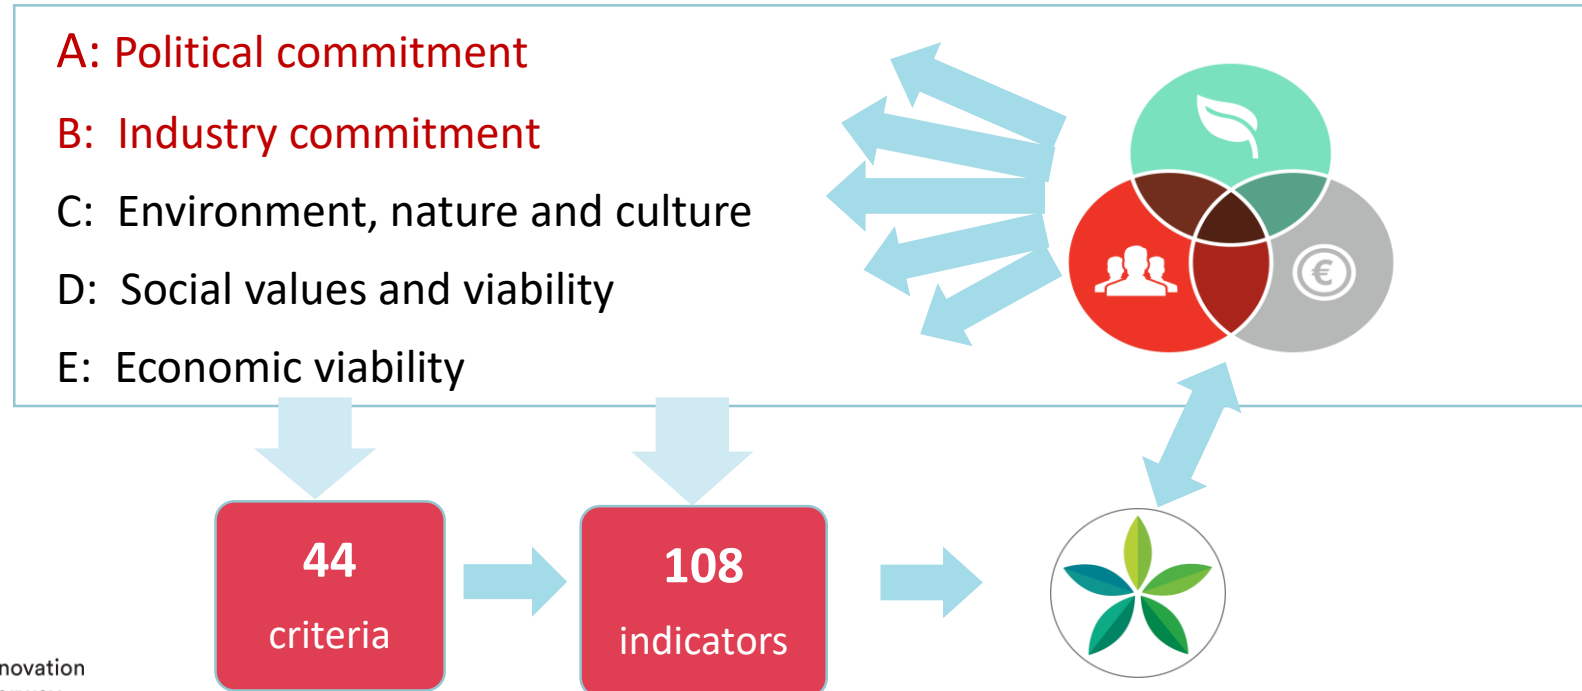 A: Political commitment
B: Industry commitment
C: Environment, nature and culture
D: Social values and viability
E: Economic viability
€
44
criteria
108
indicators
novation